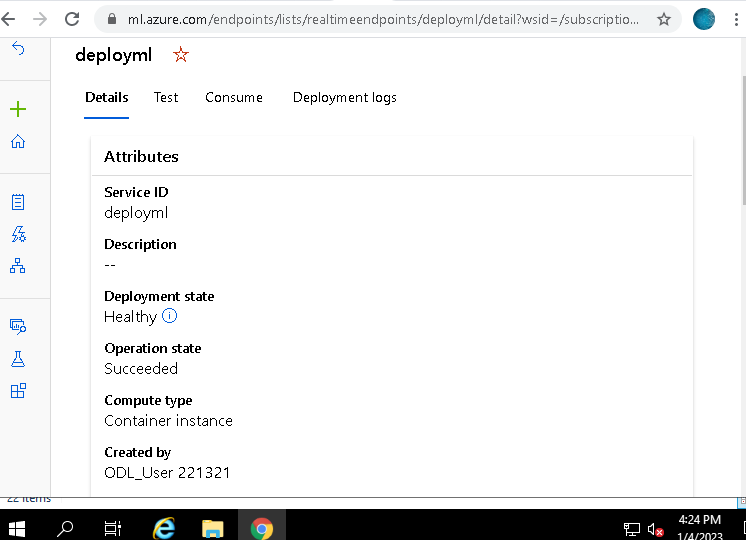 ml.azure.com/endpoints/lists/realtimeendpoints/deployml/detail?wsid=/subscriptio...
deployml
Details Test Consume Deployment logs
Attributes
Service ID
deployml
Description
--
Deployment state
Healthy
Operation state
Succeeded
Compute type
Container instance
Created by
ODL_User 221321
22 items
4:24 PM
1/4/2023